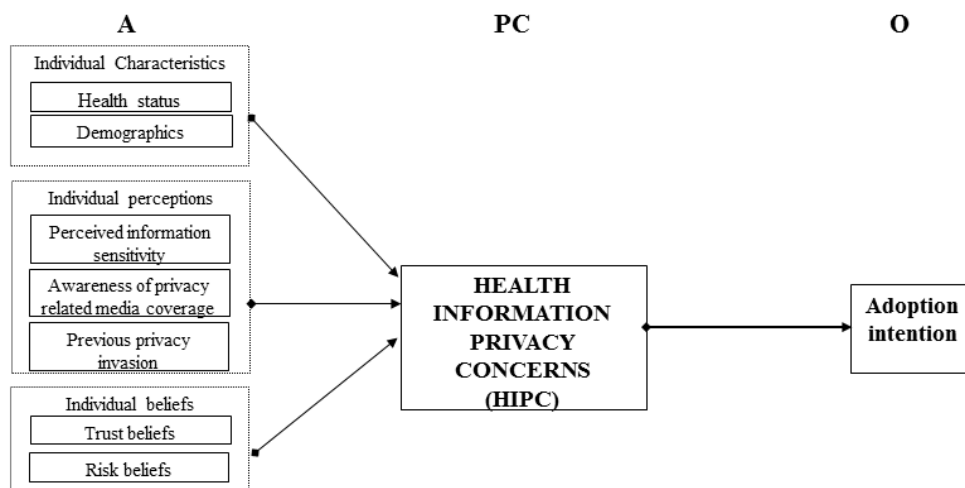 A
PC
O
Individual Characteristics
Health status
Demographics
Individual perceptions
Perceived information
sensitivity
Awareness of privacy
related media coverage
Previous privacy
invasion
Individual beliefs
Trust beliefs
Risk beliefs
HEALTH
INFORMATION
PRIVACY
CONCERNS
(HIPC)
Adoption
intention